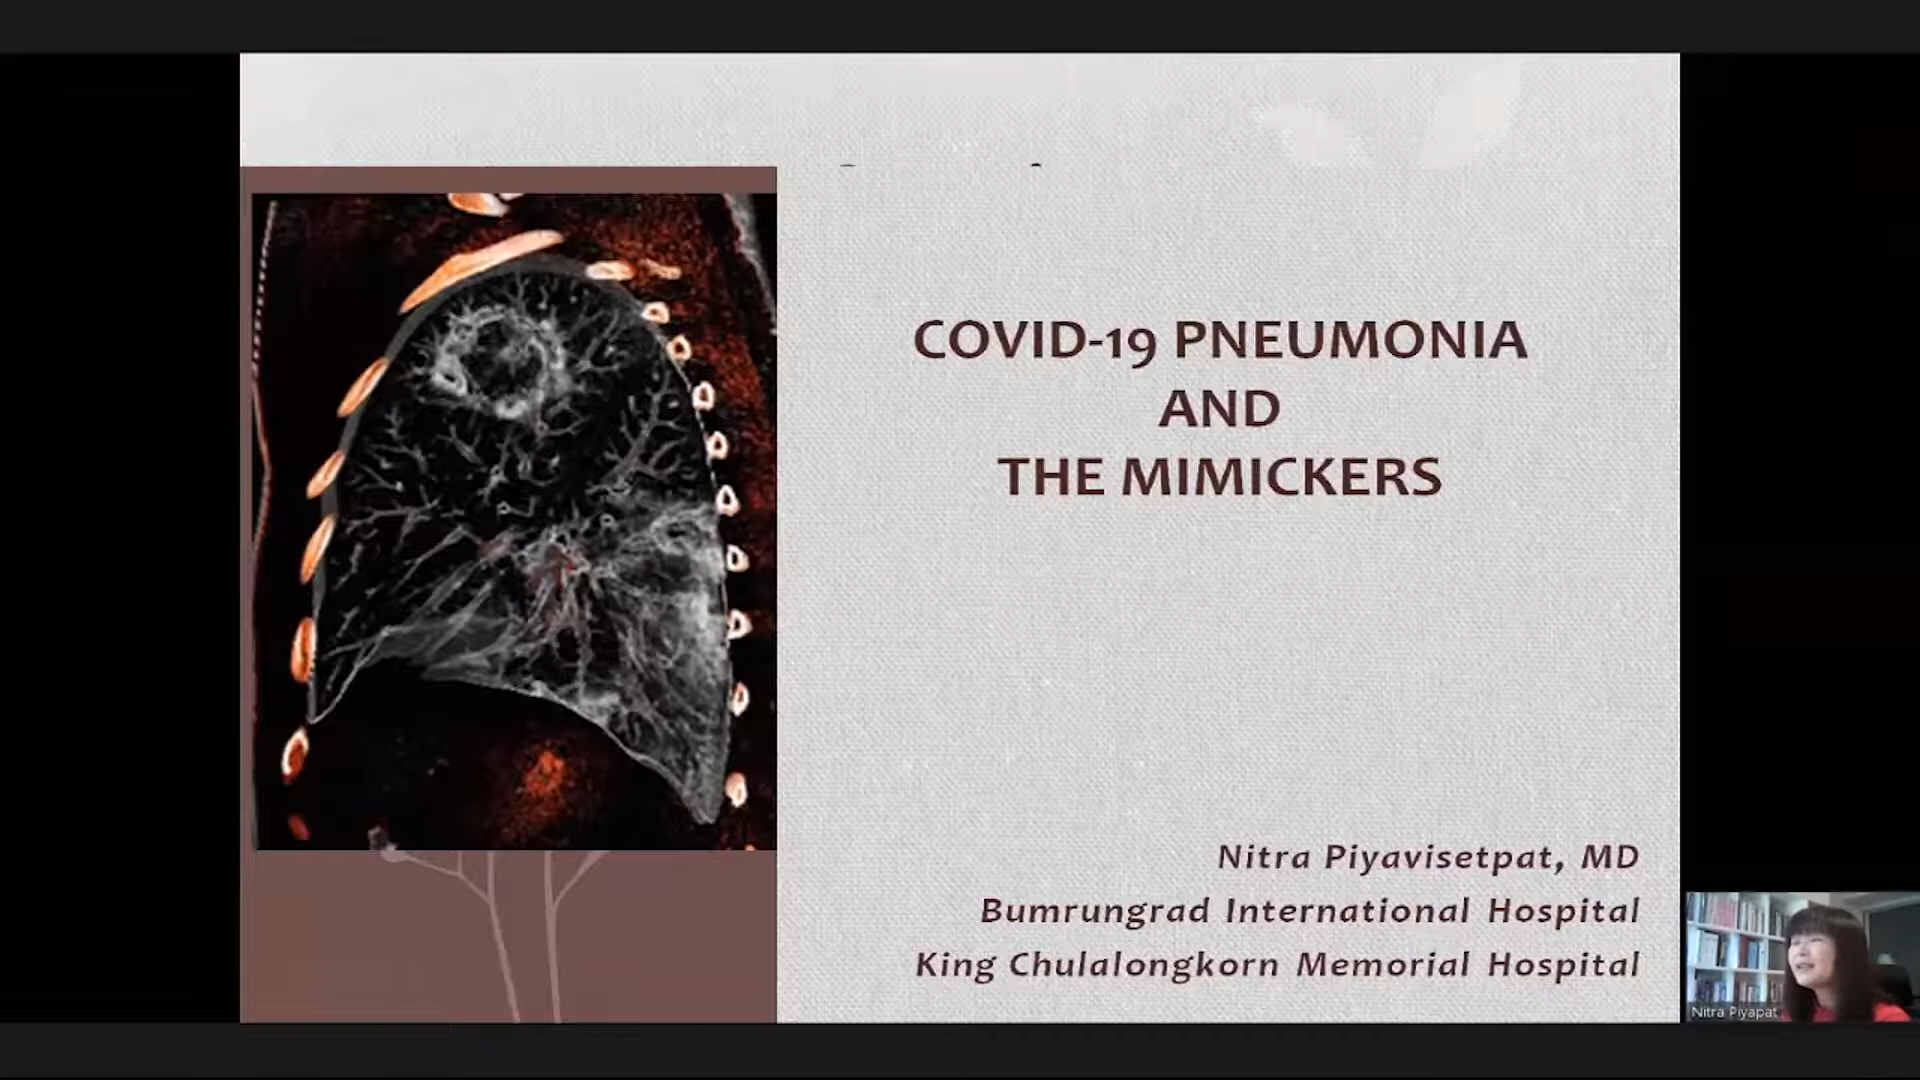 COVID-19 PNEUMONIA
AND
THE MIMICKERS
Nitra Piyavisetpat, MD
Bumrungrad International Hospital
King Chulalongkorn Memorial Hospital
Nitra Piyapat